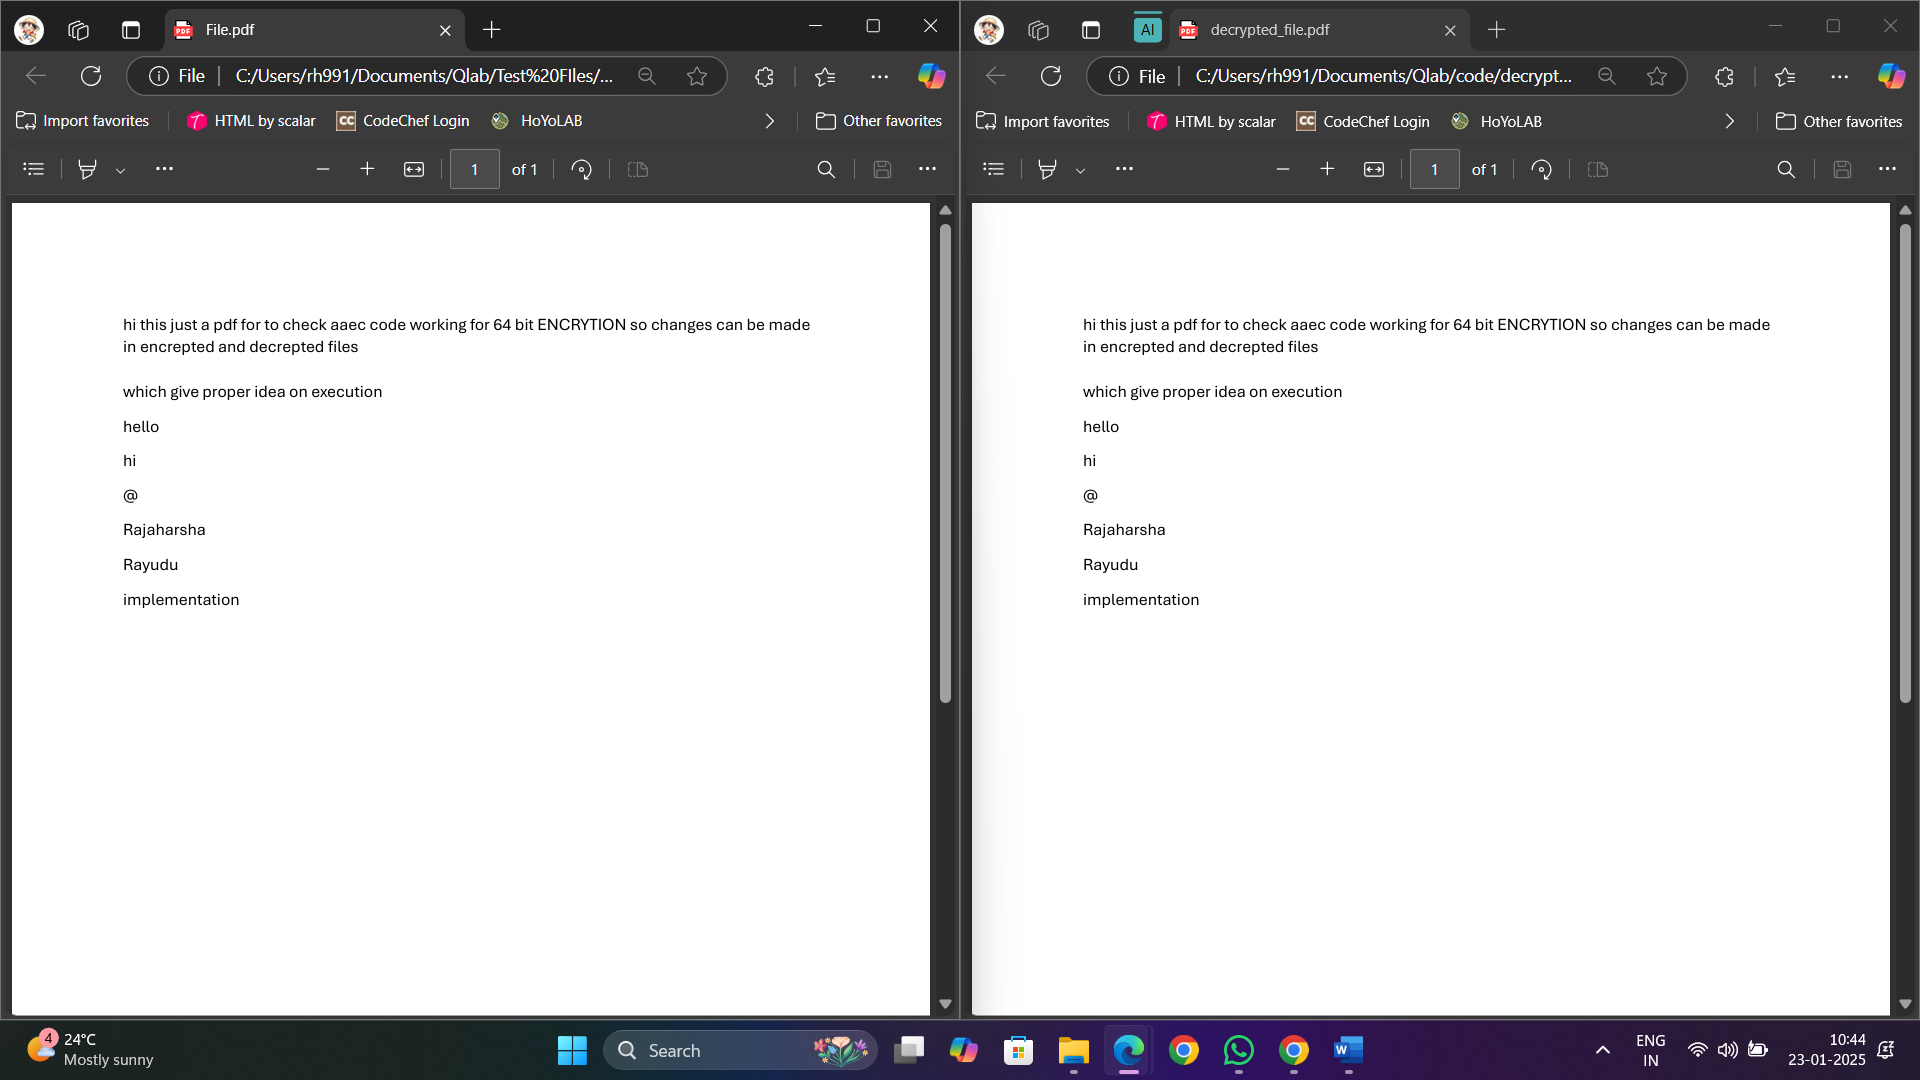 File.pdf
File
C:/Users/rh991/Documents/Qlab/Test%20FIles/...
Import favorites
HTML by scalar
CC
CodeChef Login
HoYoLAB
Other favorites
1
of 1
hi this just a pdf for to check aaec code working for 64 bit ENCRYTION so changes can be made
in encrepted and decrepted files
which give proper idea on execution
hello
hi
@
Rajaharsha
Rayudu
implementation
AI
decrypted_file.pdf
File
C:/Users/rh991/Documents/Qlab/code/decrypt...
Import favorites
HTML by scalar
CC
CodeChef Login
HoYoLAB
Other favorites
1
of 1
hi this just a pdf for to check aaec code working for 64 bit ENCRYTION so changes can be made
in encrepted and decrepted files
which give proper idea on execution
hello
hi
@
Rajaharsha
Rayudu
implementation
4
24°C
Mostly sunny
Search
W
ENG
IN
10:44
23-01-2025